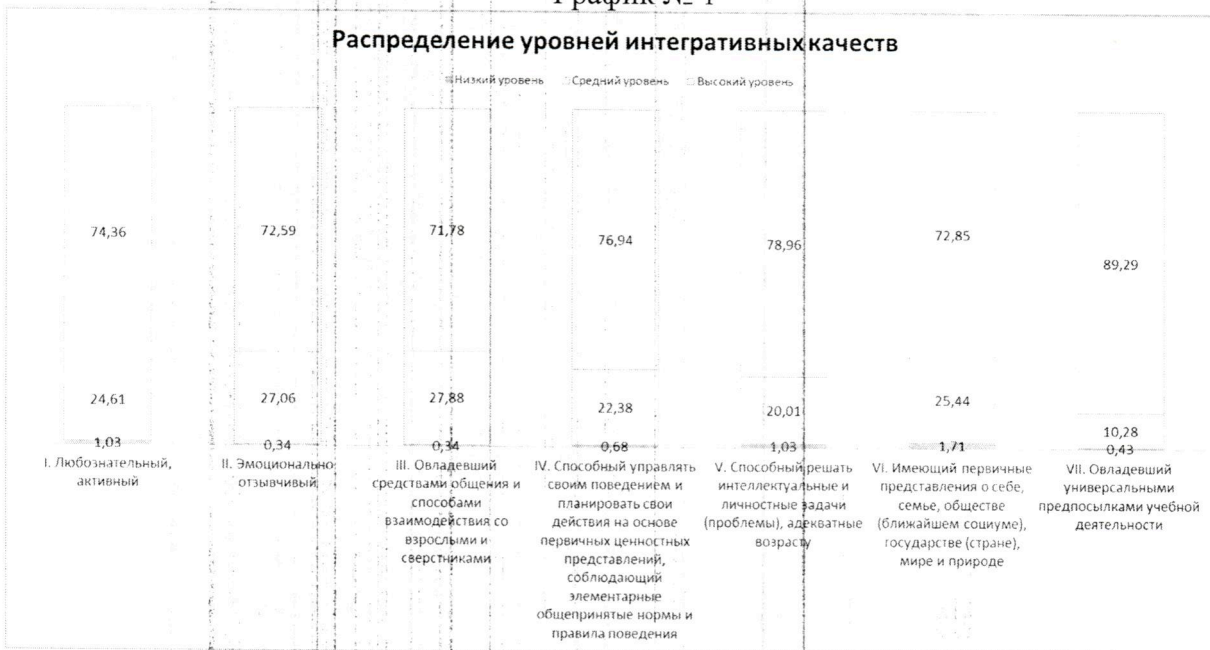 Распределение уровней интегративных качеств
Низкий уровень Средний уровень Высокий уровень
74,36 72,59 71,78 76,94 78,96 72,85 89,29
24,61 27,06 27,88 22,38 20,01 25,44 10,28
1,03 0,34 0,34 0,68 1,03 1,71 0,43
I. Любознательный,
активный
II. Эмоционально
отзывчивый
III. Овладевший
средствами общения и
способами
взаимодействия со
взрослыми и
сверстниками
IV. Способный управлять
своим поведением и
планировать свои
действия на основе
первичных ценностных
представлений,
соблюдающий
элементарные
общепринятые нормы и
правила поведения
V. Способный решать
интеллектуальные и
личностные задачи
(проблемы), адекватные
возрасту
VI. Имеющий первичные
представления о себе,
семье, обществе
(ближайшем социуме),
государстве (стране),
мире и природе
VII. Овладевший
универсальными
предпосылками учебной
деятельности